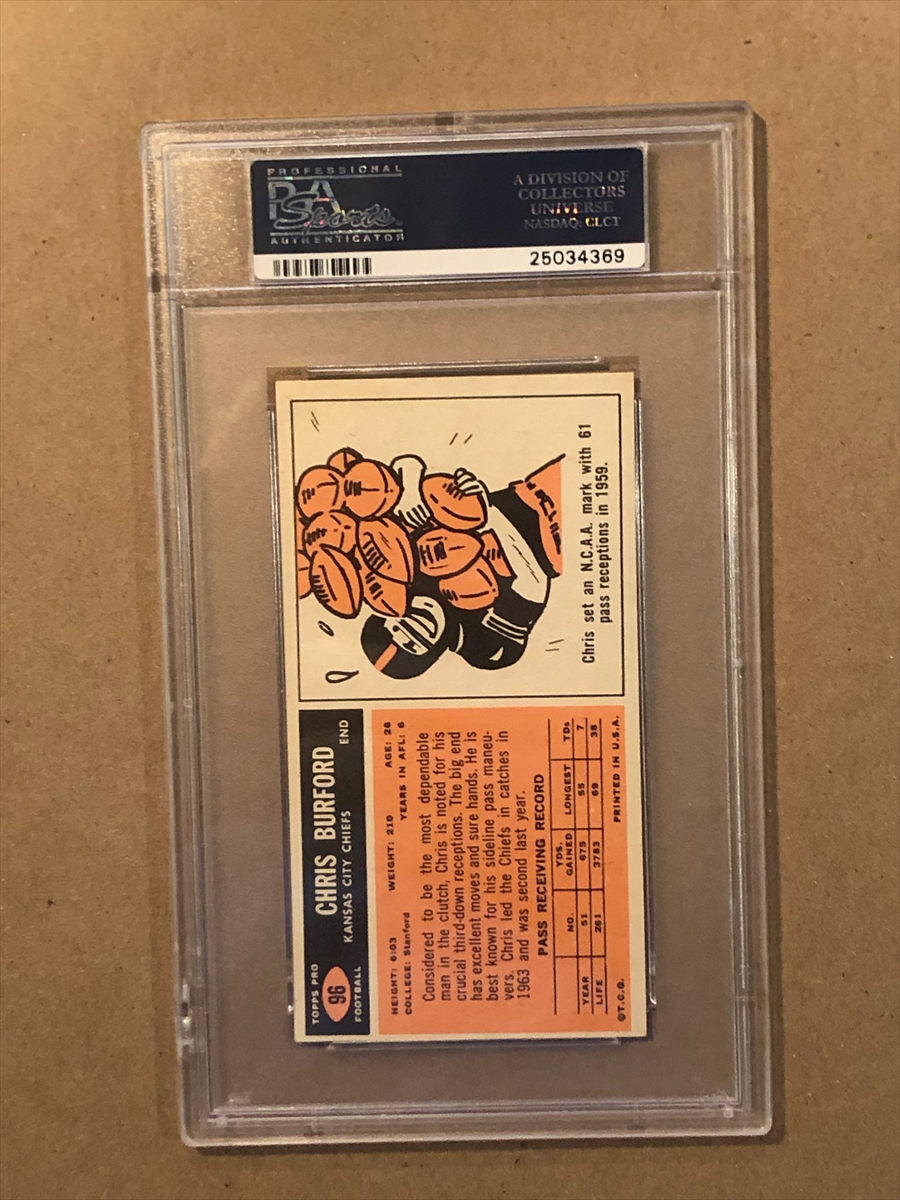 PROFESSIONAL
PSA
Sports
AUTHENTICATOR
A DIVISION OF
COLLECTORS
UNIVERSE
NASDAQ: CLCT
25034369
TOPPS PRO
96
FOOTBALL
CHRIS BURFORD
KANSAS CITY CHIEFS
END
HEIGHT: 6:03 WEIGHT: 210 AGE: 26
COLLEGE: Stanford YEARS IN AFL: 6
Considered to be the most dependable
man in the clutch, Chris is noted for his
crucial third-down receptions. The big end
has excellent moves and sure hands. He is
best known for his sideline pass maneu-
vers. Chris led the Chiefs in catches in
1963 and was second last year.
PASS RECEIVING RECORD
NO. YDS. GAINED LONGEST TDs
YEAR 51 675 55 7
LIFE 261 3783 69 38
©T.C.G. PRINTED IN U.S.A.
Chris set an N.C.A.A. mark with 61
pass receptions in 1959.